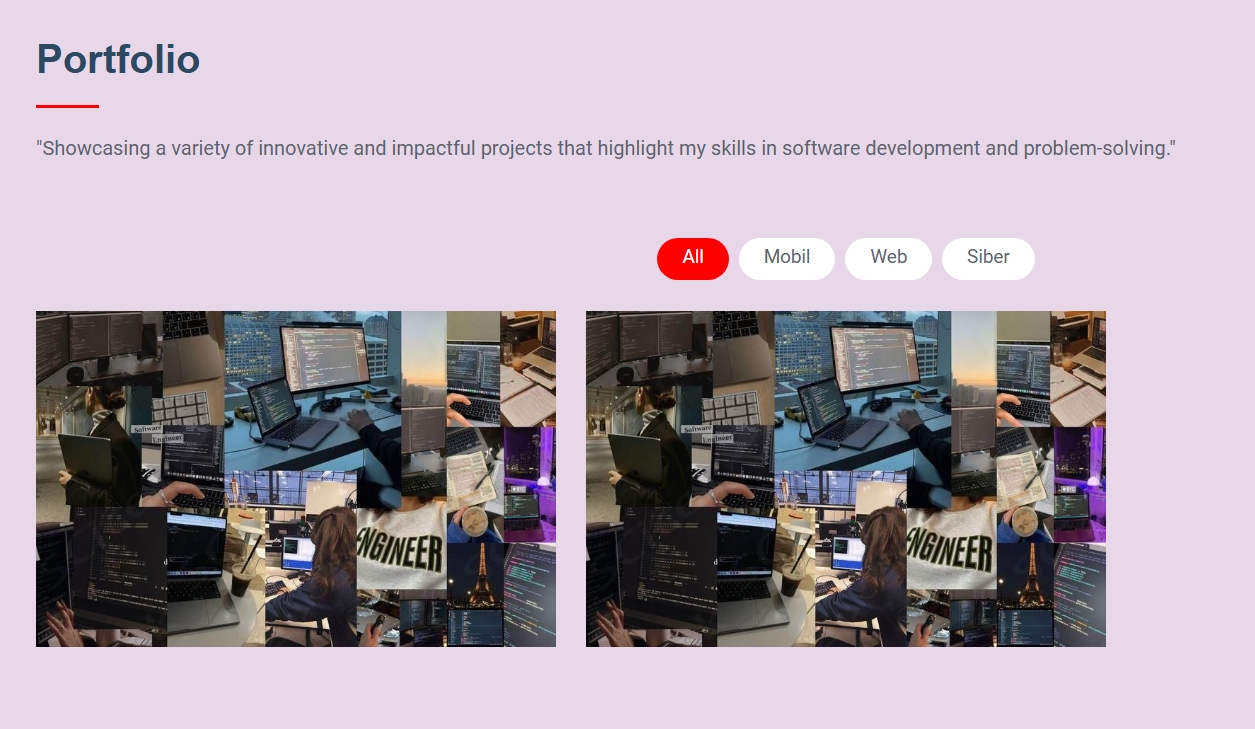 Portfolio
"Showcasing a variety of innovative and impactful projects that highlight my skills in software development and problem-solving."
All Mobil Web Siber
Software
Engineer
Software
Engineer
ENGINEER
ENGINEER